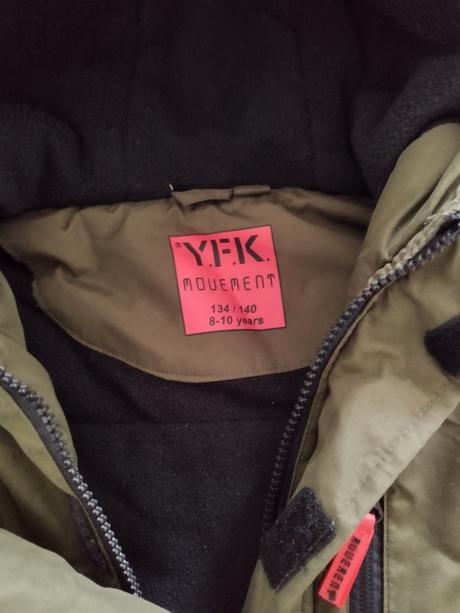 ® Y.F.K.
MOVEMENT
134 / 140
8-10 years
MOVEMENT